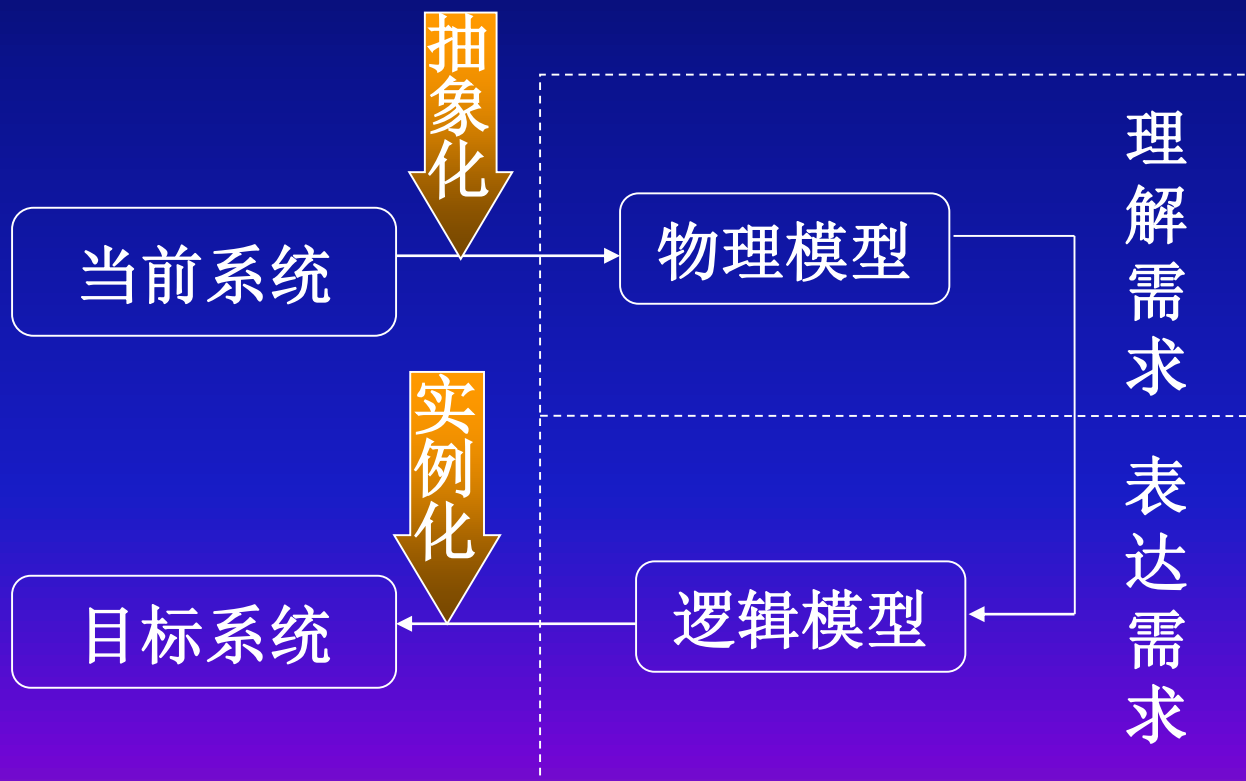 抽象化
当前系统
物理模型
理解需求
实例化
目标系统
逻辑模型
表达需求